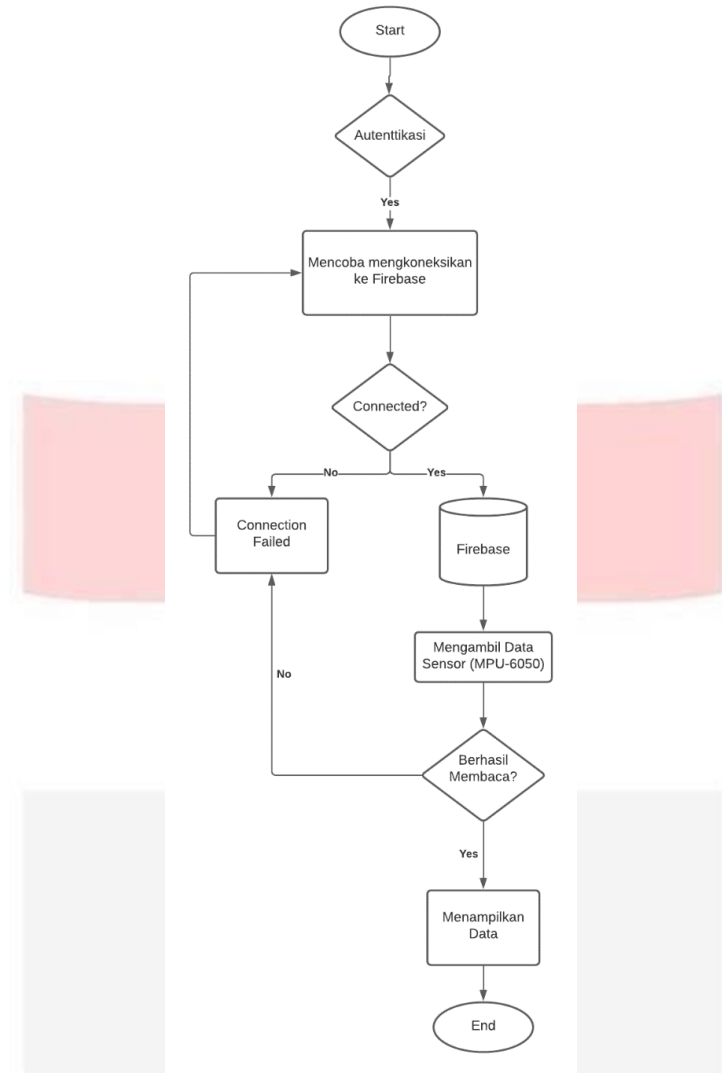 Start
Autenttikasi
Yes
Mencoba mengkoneksikan
ke Firebase
Connected?
No
Yes
Connection
Failed
Firebase
Mengambil Data
Sensor (MPU-6050)
No
Berhasil
Membaca?
Yes
Menampilkan
Data
End